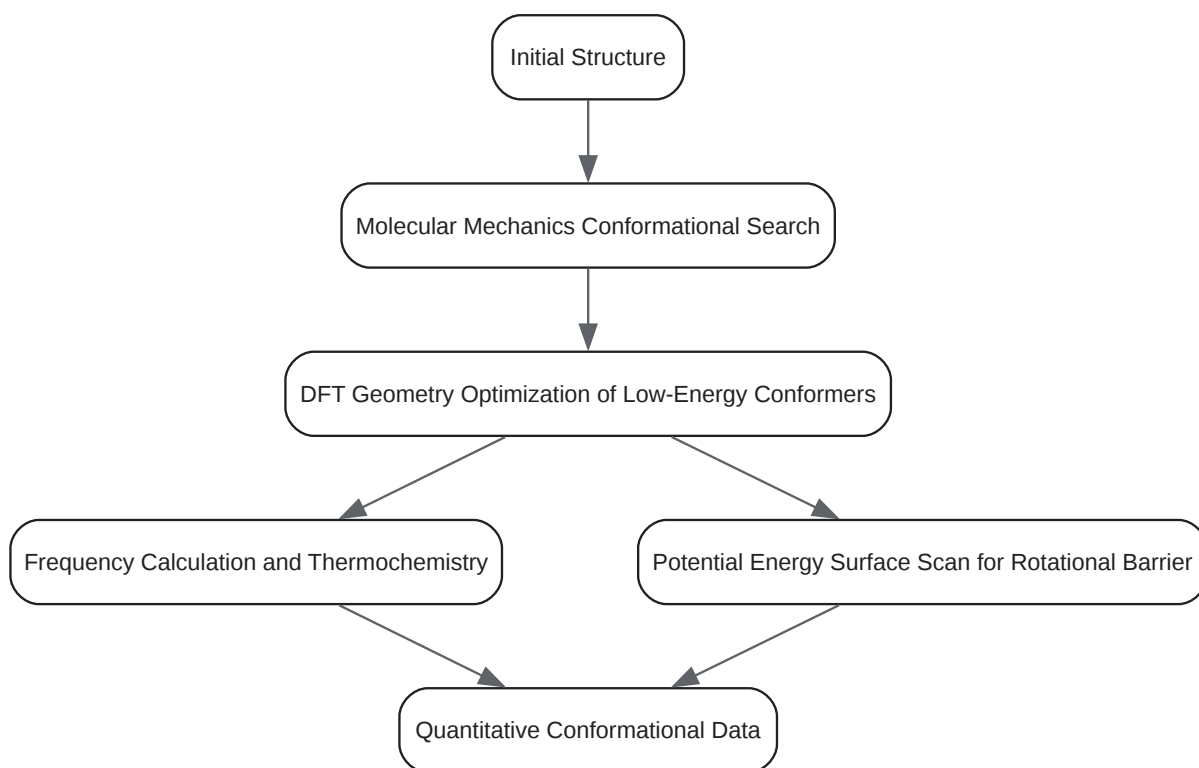 Initial Structure
Molecular Mechanics Conformational Search
DFT Geometry Optimization of Low-Energy Conformers
Frequency Calculation and Thermochemistry
Potential Energy Surface Scan for Rotational Barrier
Quantitative Conformational Data